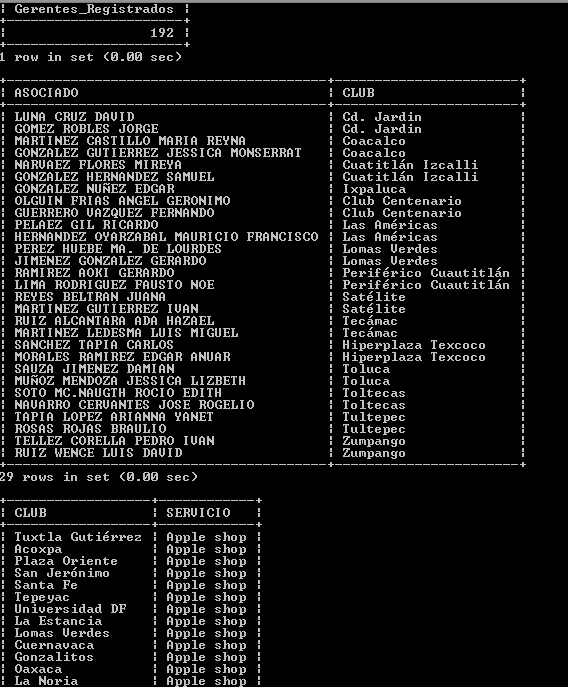 Gerentes_Registrados
192
1 row in set (0.00 sec)
ASOCIADO | CLUB
LUNA CRUZ DAVID | Cd. Jardin
GOMEZ ROBLES JORGE | Cd. Jardin
MARTINEZ CASTILLO MARIA REYNA | Coacalco
GONZALEZ GUTIERREZ JESSICA MONSERRAT | Coacalco
NARVAEZ FLORES MIREYA | Cuatitlán Izcalli
GONZALEZ HERNANDEZ SAMUEL | Cuatitlán Izcalli
GONZALEZ NUÑEZ EDGAR | Ixpaluca
OLGUIN FRIAS ANGEL GERONIMO | Club Centenario
GUERRERO VAZQUEZ FERNANDO | Club Centenario
PELAEZ GIL RICARDO | Las Américas
HERNANDEZ OYARZABAL MAURICIO FRANCISCO | Las Américas
PEREZ HUEBE MA. DE LOURDES | Lomas Verdes
JIMENEZ GONZALEZ GERARDO | Lomas Verdes
RAMIREZ AOKI GERARDO | Periférico Cuautitlán
LIMA RODRIGUEZ FAUSTO NOE | Periférico Cuautitlán
REYES BELTRAN JUANA | Satélite
MARTINEZ GUTIERREZ IVAN | Satélite
RUIZ ALCANTARA ADA HAZAEL | Tecámac
MARTINEZ LEDESMA LUIS MIGUEL | Tecámac
SANCHEZ TAPIA CARLOS | Hiperplaza Texcoco
MORALES RAMIREZ EDGAR ANUAR | Hiperplaza Texcoco
SAUZA JIMENEZ DAMIAN | Toluca
MUÑOZ MENDOZA JESSICA LIZBETH | Toluca
SOTO MC.NAUGTH ROCIO EDITH | Toltecas
NAVARRO CERVANTES JOSE ROGELIO | Toltecas
TAPIA LOPEZ ARIANNA YANET | Tultepec
ROSAS ROJAS BRAULIO | Tultepec
TELLEZ CORELLA PEDRO IVAN | Zumpango
RUIZ WENCE LUIS DAVID | Zumpango
29 rows in set (0.00 sec)
CLUB | SERVICIO
Tuxtla Gutiérrez | Apple shop
Acoxpa | Apple shop
Plaza Oriente | Apple shop
San Jerónimo | Apple shop
Santa Fe | Apple shop
Tepeyac | Apple shop
Universidad DF | Apple shop
La Estancia | Apple shop
Lomas Verdes | Apple shop
Cuernavaca | Apple shop
Gonzalitos | Apple shop
Oaxaca | Apple shop
La Noria | Apple shop